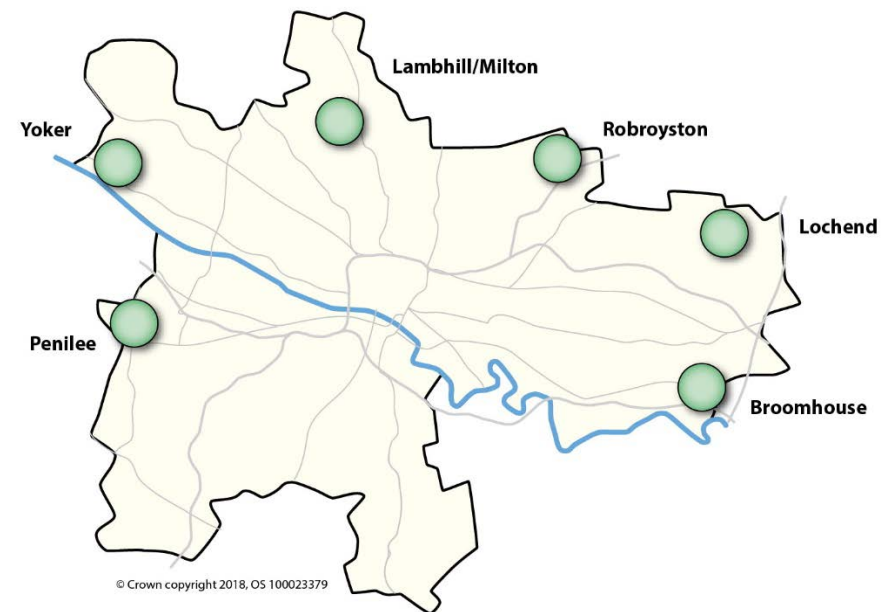 Lambhill/Milton
Yoker
Robroyston
Lochend
Penilee
Broomhouse
© Crown copyright 2018, OS 100023379